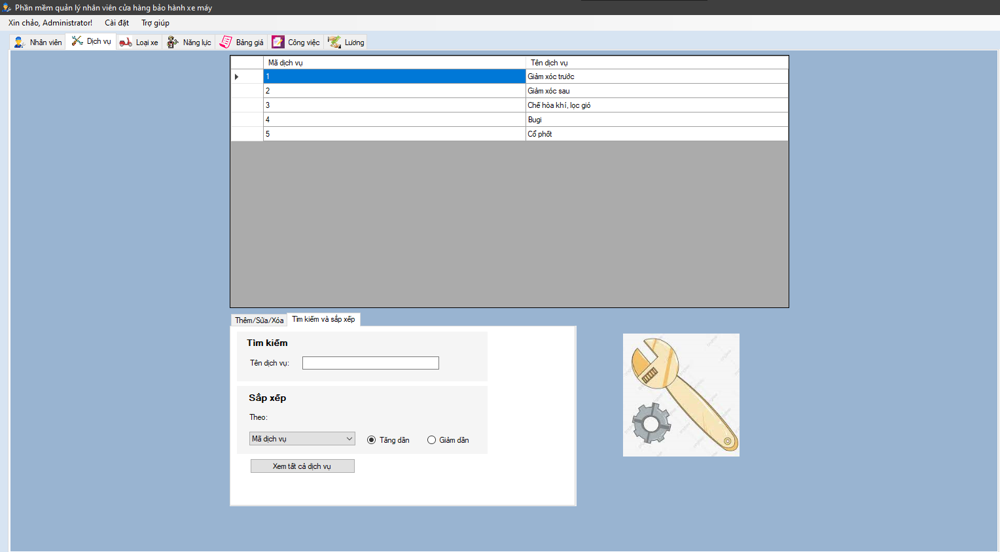 Phần mềm quản lý nhân viên cửa hàng bảo hành xe máy
Xin chào, Administrator! Cài đặt Trợ giúp
Nhân viên Dịch vụ Loại xe Năng lực Bảng giá Công việc Lương
Mã dịch vụ Tên dịch vụ
1 Giảm xóc trước
2 Giảm xóc sau
3 Chế hòa khí, lọc gió
4 Bugi
5 Cổ phốt
Thêm/Sửa/Xóa Tìm kiếm và sắp xếp
Tìm kiếm
Tên dịch vụ:
Sắp xếp
Theo:
Mã dịch vụ Tăng dần Giảm dần
Xem tất cả dịch vụ